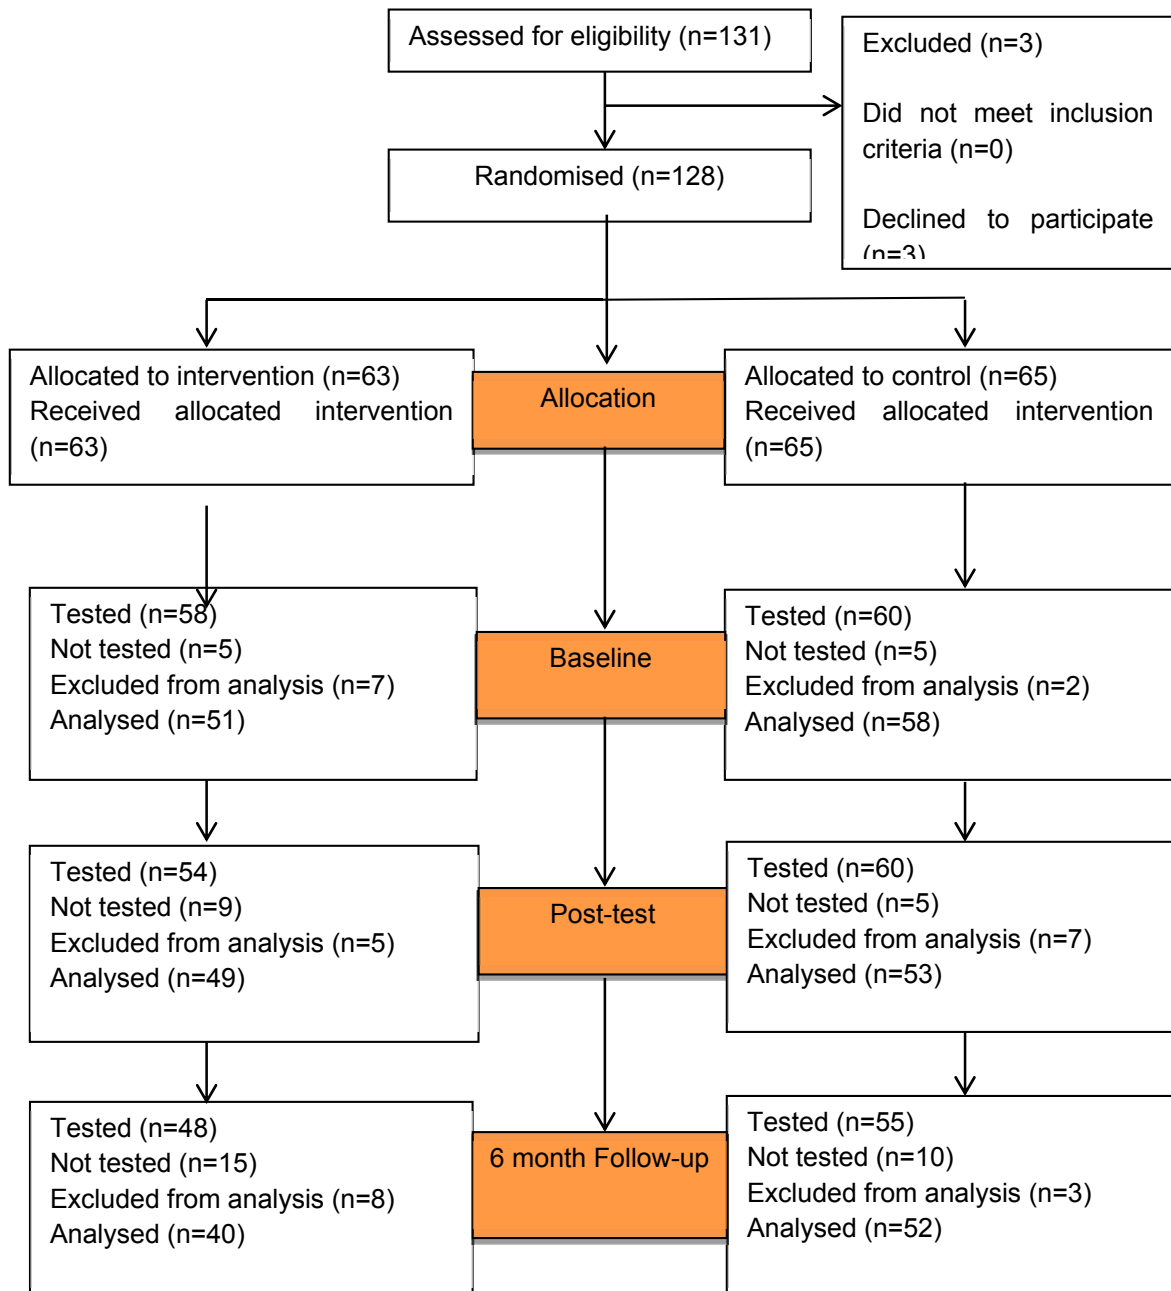 Assessed for eligibility (n=131)
Excluded (n=3)
Did not meet inclusion
criteria (n=0)
Declined to participate
(n=3)
Randomised (n=128)
Allocated to intervention (n=63)
Received allocated intervention
(n=63)
Allocation
Allocated to control (n=65)
Received allocated intervention
(n=65)
Tested (n=58)
Not tested (n=5)
Excluded from analysis (n=7)
Analysed (n=51)
Baseline
Tested (n=60)
Not tested (n=5)
Excluded from analysis (n=2)
Analysed (n=58)
Tested (n=54)
Not tested (n=9)
Excluded from analysis (n=5)
Analysed (n=49)
Post-test
Tested (n=60)
Not tested (n=5)
Excluded from analysis (n=7)
Analysed (n=53)
Tested (n=48)
Not tested (n=15)
Excluded from analysis (n=8)
Analysed (n=40)
6 month Follow-up
Tested (n=55)
Not tested (n=10)
Excluded from analysis (n=3)
Analysed (n=52)